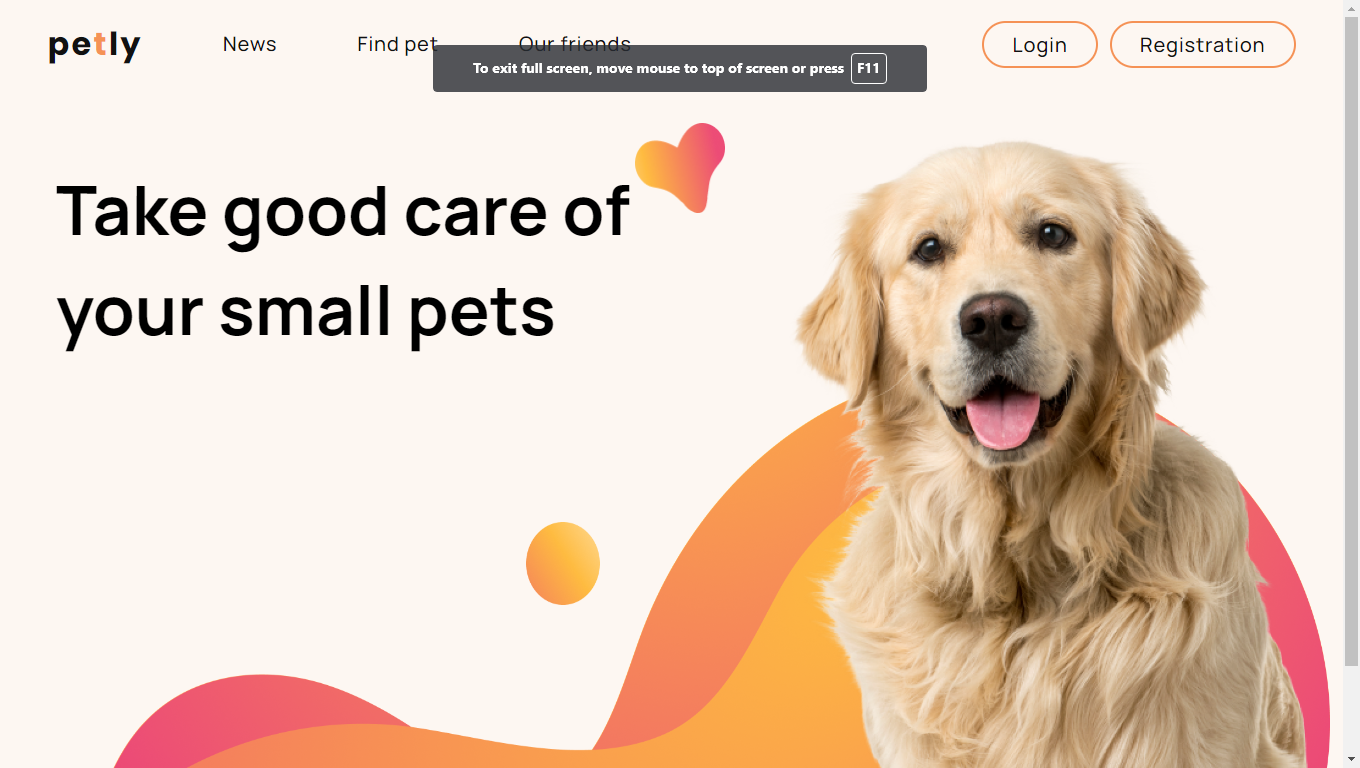 petly
News
Find pet
Our friends
Login
Registration
To exit full screen, move mouse to top of screen or press F11
Take good care of
your small pets